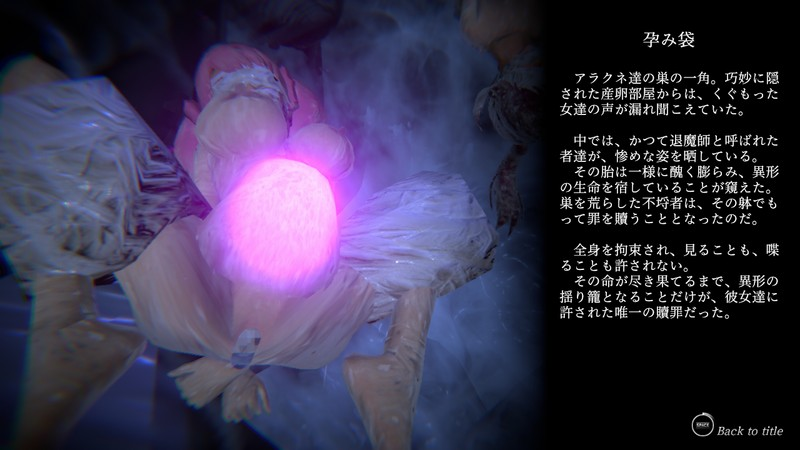 孕み袋
アラクネ達の巣の一角。巧妙に隠
された産卵部屋からは、くぐもった
女達の声が漏れ聞こえていた。
中では、かつて退魔師と呼ばれた
者達が、惨めな姿を晒している。
その胎は一様に醜く膨らみ、異形
の生命を宿していることが窺えた。
巣を荒らした不埒者は、その躰でも
って罪を贖うこととなったのだ。
全身を拘束され、見ることも、喋
ることも許されない。
その命が尽き果てるまで、異形の
揺り籠となることだけが、彼女達に
許された唯一の贖罪だった。
Back to title